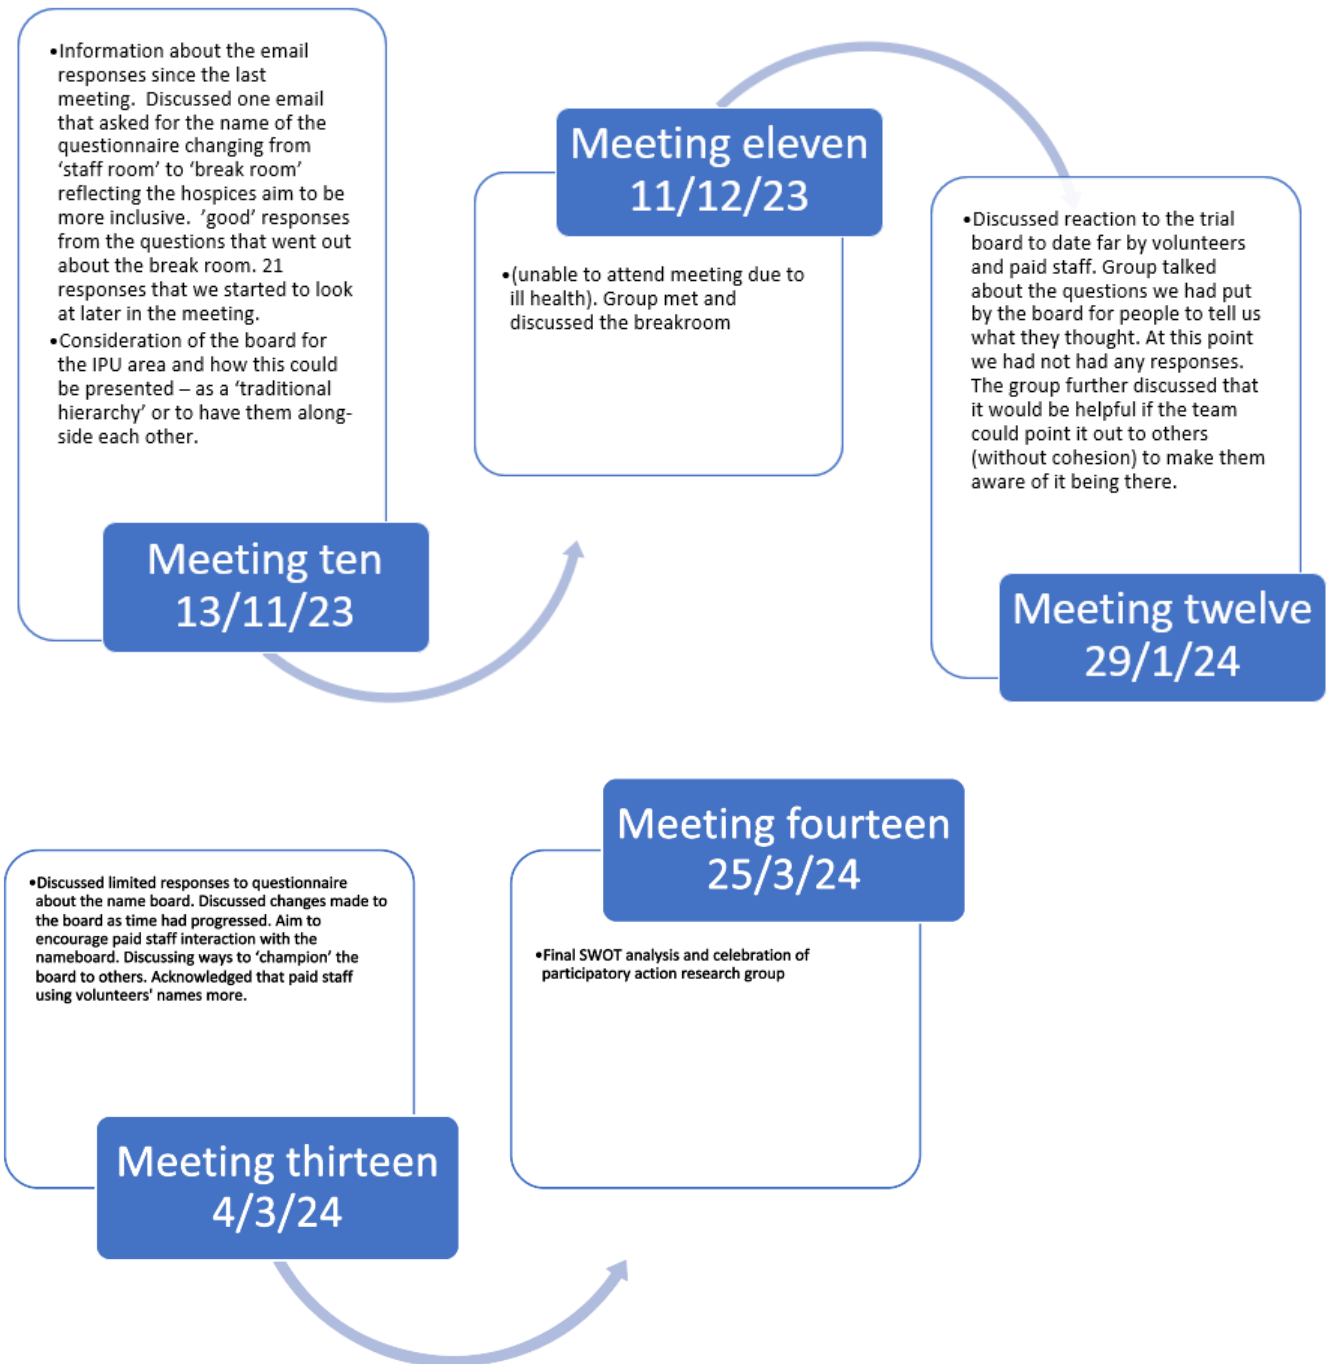 •Information about the email
responses since the last
meeting.  Discussed one email
that asked for the name of the
questionnaire changing from
‘staff room’ to ‘break room’
reflecting the hospices aim to be
more inclusive.  ’good’ responses
from the questions that went out
about the break room. 21
responses that we started to look
at later in the meeting.
•Consideration of the board for
the IPU area and how this could
be presented – as a ‘traditional
hierarchy’ or to have them along-
side each other.
Meeting ten
13/11/23
Meeting eleven
11/12/23
•(unable to attend meeting due to
ill health). Group met and
discussed the breakroom
•Discussed reaction to the trial
board to date far by volunteers
and paid staff. Group talked
about the questions we had put
by the board for people to tell us
what they thought. At this point
we had not had any responses.
The group further discussed that
it would be helpful if the team
could point it out to others
(without cohesion) to make them
aware of it being there.
Meeting twelve
29/1/24
•Discussed limited responses to questionnaire
about the name board. Discussed changes made to
the board as time had progressed. Aim to
encourage paid staff interaction with the
nameboard. Discussing ways to ‘champion’ the
board to others. Acknowledged that paid staff
using volunteers' names more.
Meeting thirteen
4/3/24
Meeting fourteen
25/3/24
•Final SWOT analysis and celebration of
participatory action research group